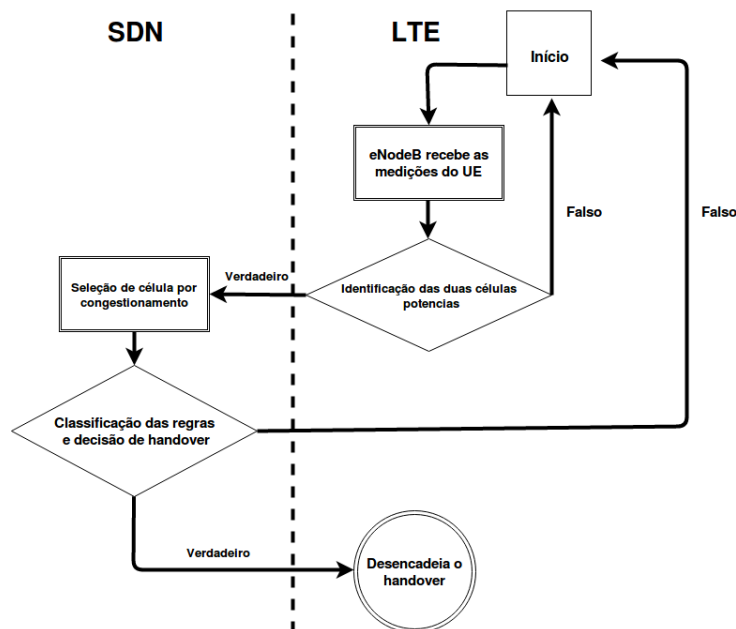 SDN
LTE
Início
eNodeB recebe as
medições do UE
Falso
Falso
Identificação das duas células
potencias
Verdadeiro
Seleção de célula por
congestionamento
Classificação das regras
e decisão de handover
Verdadeiro
Desencadeia o
handover